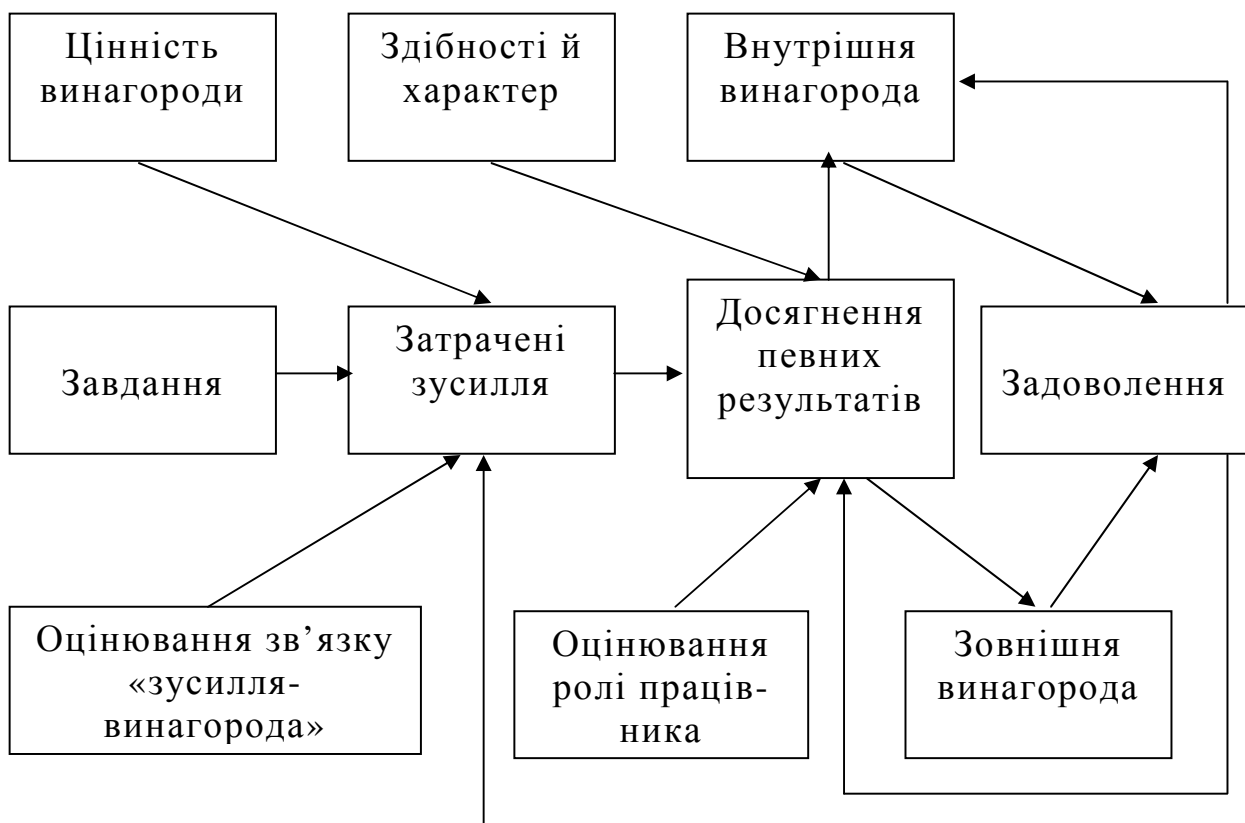 Цінність
винагороди
Здібності й
характер
Внутрішня
винагорода
Завдання
Затрачені
зусилля
Досягнення
певних
результатів
Задоволення
Оцінювання зв’язку
«зусилля-
винагорода»
Оцінювання
ролі праців-
ника
Зовнішня
винагорода